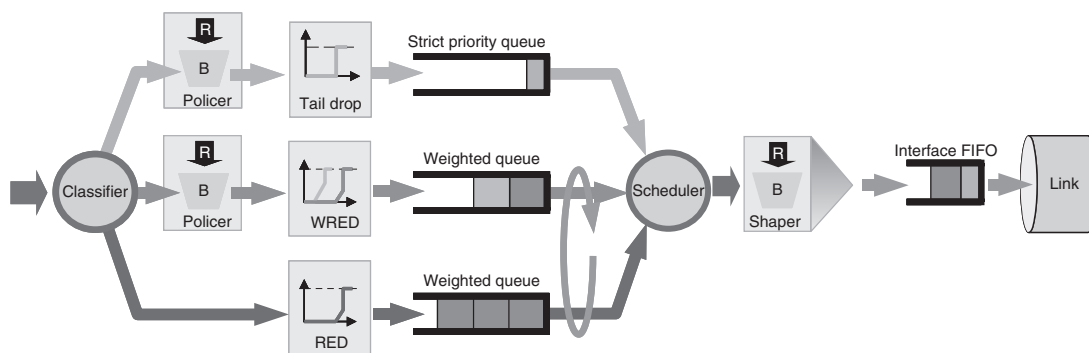 R
B
Policer
Tail drop
Strict priority queue
Classifier
R
B
Policer
WRED
Weighted queue
Scheduler
R
B
Shaper
Interface FIFO
Link
RED
Weighted queue